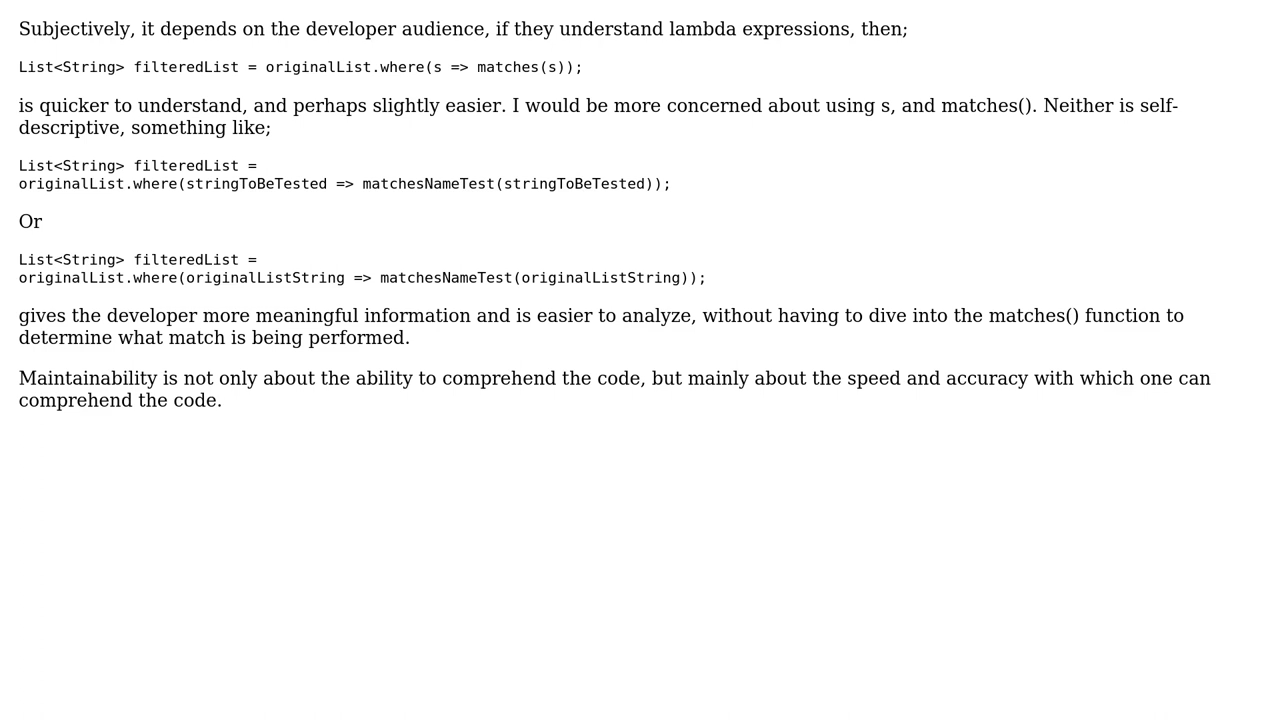 Subjectively, it depends on the developer audience, if they understand lambda expressions, then;
List<String> filteredList = originalList.where(s => matches(s));
is quicker to understand, and perhaps slightly easier. I would be more concerned about using s, and matches(). Neither is self-
descriptive, something like;
List<String> filteredList =
originalList.where(stringToBeTested => matchesNameTest(stringToBeTested));
Or
List<String> filteredList =
originalList.where(originalListString => matchesNameTest(originalListString));
gives the developer more meaningful information and is easier to analyze, without having to dive into the matches() function to
determine what match is being performed.
Maintainability is not only about the ability to comprehend the code, but mainly about the speed and accuracy with which one can
comprehend the code.